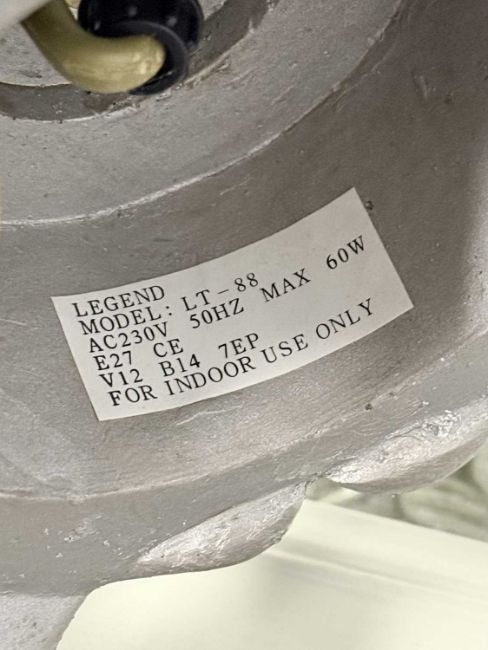 LEGEND
MODEL: LT-88
AC230V 50HZ MAX 60W
E27 CE
V12 B14 7EP
FOR INDOOR USE ONLY